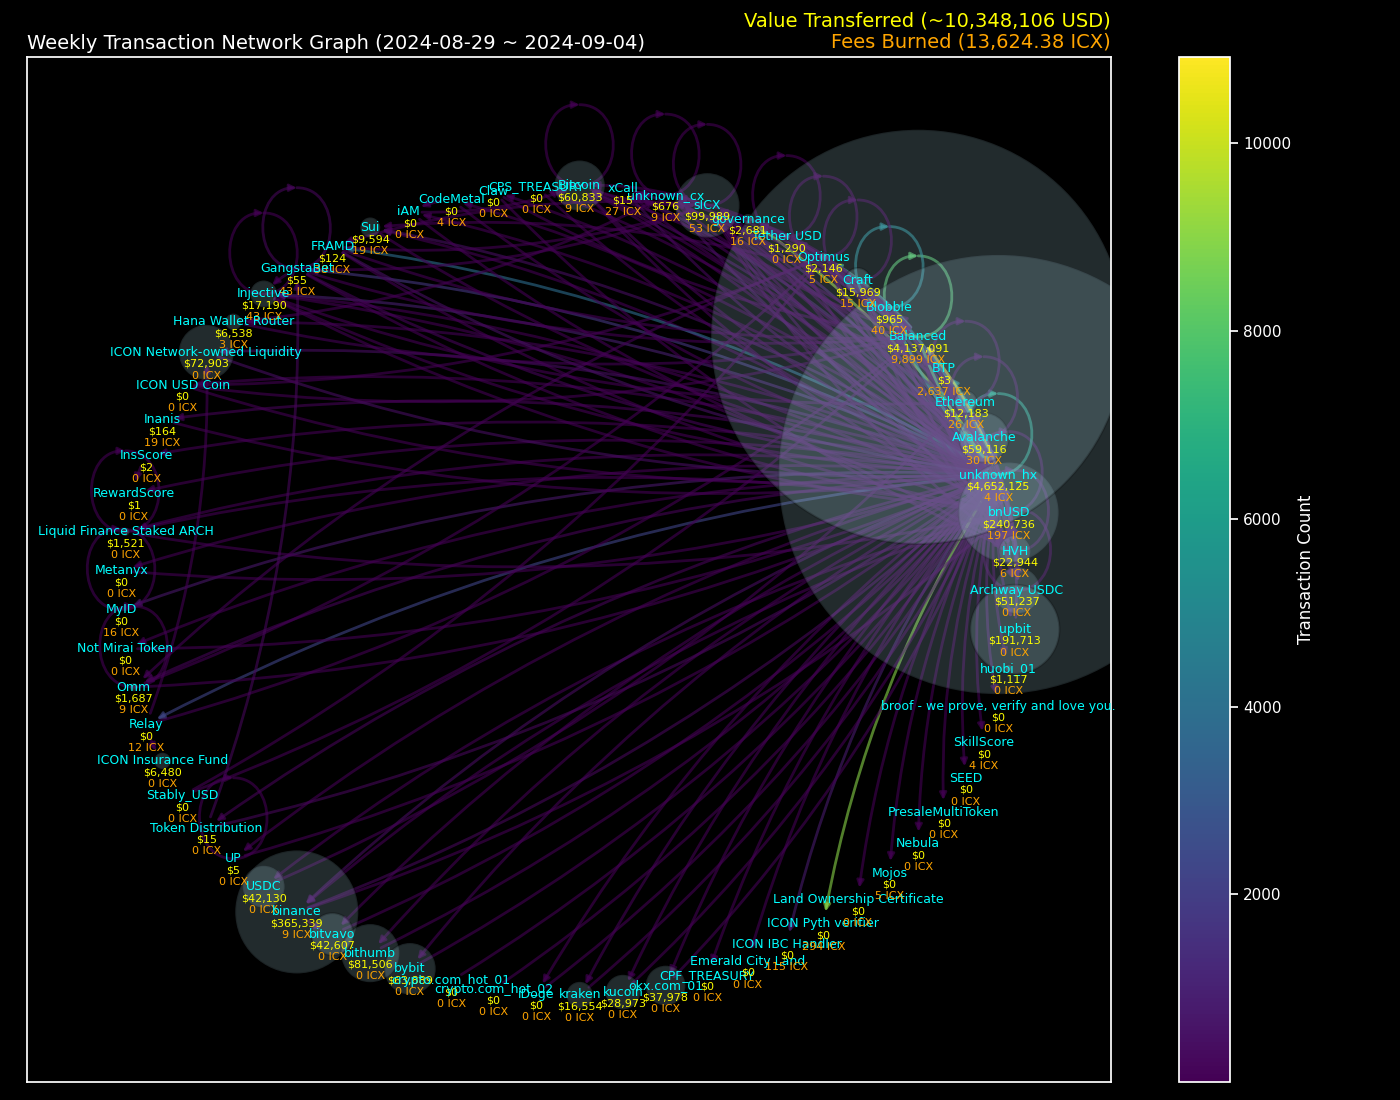 Value Transferred (~10,348,106 USD)
Weekly Transaction Network Graph (2024-08-29 ~ 2024-09-04)
Fees Burned (13,624.38 ICX)
Bitcoin
$60,833
9 ICX
xCall
$15
27 ICX
unknown_cx
$676
9 ICX
sICX
$99,989
53 ICX
governance
$2,681
16 ICX
Tether USD
$1,290
0 ICX
Optimus
$2,146
5 ICX
Craft
$15,969
15 ICX
Blobble
$965
40 ICX
Balanced
$4,137,091
9,899 ICX
BTP
$3
2,637 ICX
Ethereum
$12,183
26 ICX
Avalanche
$59,116
30 ICX
unknown_hx
$4,652,125
4 ICX
bnUSD
$240,736
197 ICX
HVH
$22,944
6 ICX
Archway USDC
$51,237
0 ICX
upbit
$191,713
0 ICX
huobi_01
$1,117
0 ICX
broof - we prove, verify and love you.
$0
0 ICX
SkillScore
$0
4 ICX
SEED
$0
0 ICX
PresaleMultiToken
$0
0 ICX
Nebula
$0
0 ICX
Mojos
$0
5 ICX
Land Ownership Certificate
$0
0 ICX
ICON Pyth verifier
$0
294 ICX
ICON IBC Handler
$0
115 ICX
Emerald City Land
$0
0 ICX
CPF_TREASURY
$0
0 ICX
okx.com_01
$37,978
0 ICX
kucoin
$28,973
0 ICX
kraken
$16,554
0 ICX
iDoge
$0
0 ICX
crypto.com_hot_02
$0
0 ICX
crypto.com_hot_01
$0
0 ICX
bybit
0 ICX
bithumb
$81,506
0 ICX
bitvavo
$42,607
0 ICX
binance
$365,339
9 ICX
USDC
$42,130
0 ICX
UP
$5
0 ICX
Token Distribution
$15
0 ICX
Stably_USD
$0
0 ICX
ICON Insurance Fund
$6,480
0 ICX
Relay
$0
12 ICX
Omm
$1,687
9 ICX
Not Mirai Token
$0
0 ICX
MyID
$0
16 ICX
Metanyx
$0
0 ICX
Liquid Finance Staked ARCH
$1,521
0 ICX
RewardScore
$1
0 ICX
InsScore
$2
0 ICX
Inanis
$164
19 ICX
ICON USD Coin
$0
0 ICX
ICON Network-owned Liquidity
$72,903
0 ICX
Hana Wallet Router
$6,538
3 ICX
Injective
$17,190
43 ICX
GangstaBet
$55
43 ICX
FRAMD
$124
ICX
Sui
$9,594
19 ICX
iAM
$0
0 ICX
CodeMetal
$0
4 ICX
Claw
$0
0 ICX
CPS_TREASURY
$0
0 ICX
10000
8000
6000
4000
2000
Transaction Count